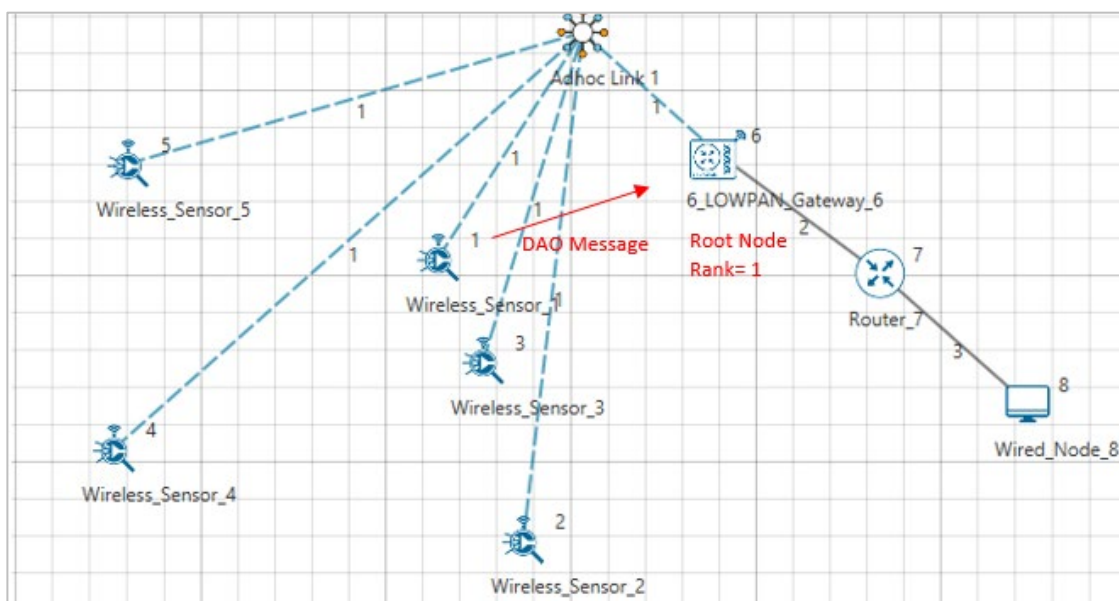 Adhoc Link 1
1
1
6
5
1
6_LOWPAN_Gateway_6
Wireless_Sensor_5
1
2
1
DAO Message
Root Node
Rank= 1
7
1
Wireless_Sensor_1
1
Router_7
3
3
Wireless_Sensor_3
8
4
Wired_Node_8
Wireless_Sensor_4
2
Wireless_Sensor_2